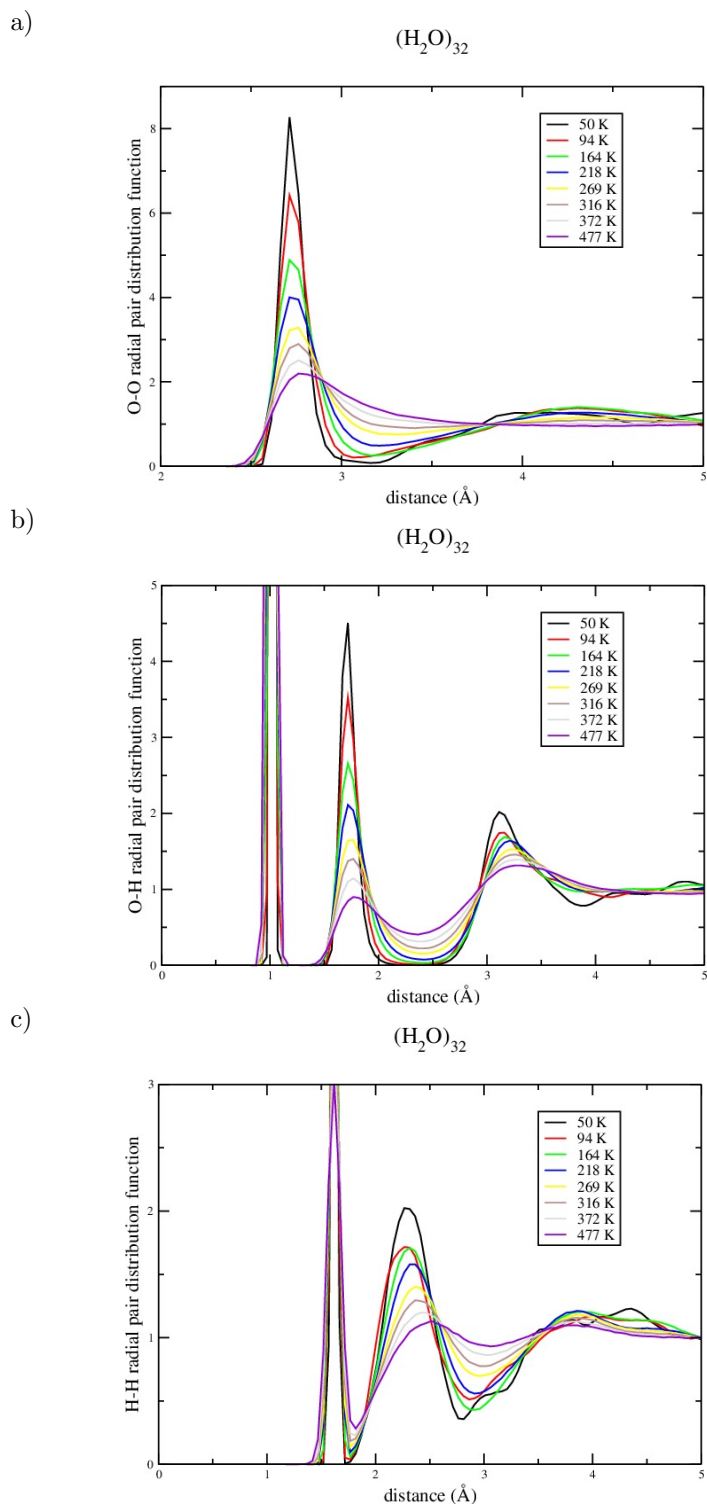 a)
(H2O)32
O-O radial pair distribution function
8
6
4
2
0
50 K
94 K
164 K
218 K
269 K
316 K
372 K
477 K
2 3 4 5
distance (Å)
b)
(H2O)32
O-H radial pair distribution function
5
4
3
2
1
0
50 K
94 K
164 K
218 K
269 K
316 K
372 K
477 K
0 1 2 3 4 5
distance (Å)
c)
(H2O)32
H-H radial pair distribution function
3
2
1
0
50 K
94 K
164 K
218 K
269 K
316 K
372 K
477 K
0 1 2 3 4 5
distance (Å)